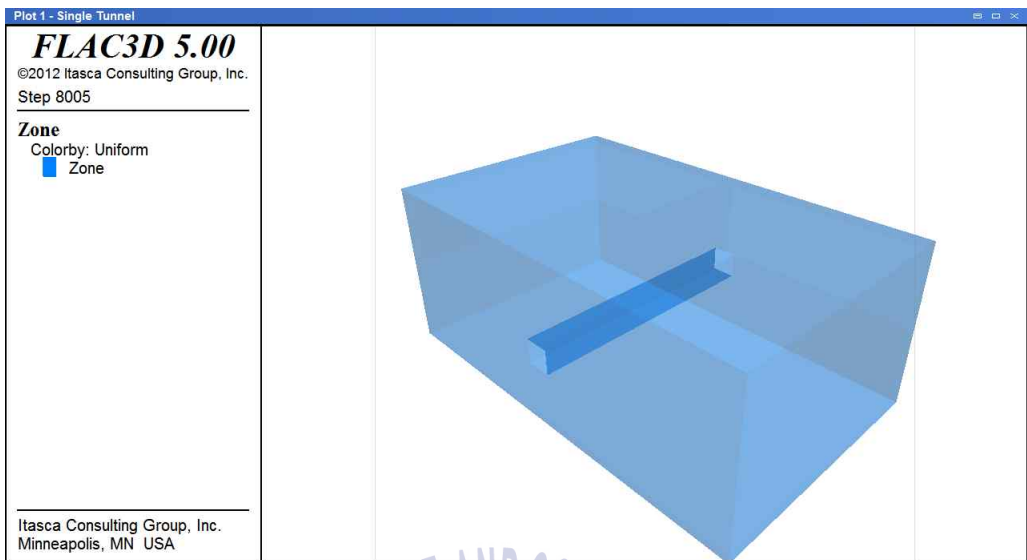 Plot 1 - Single Tunnel
FLAC3D 5.00
©2012 Itasca Consulting Group, Inc.
Step 8005
Zone
Colorby: Uniform
Zone
Itasca Consulting Group, Inc.
Minneapolis, MN USA